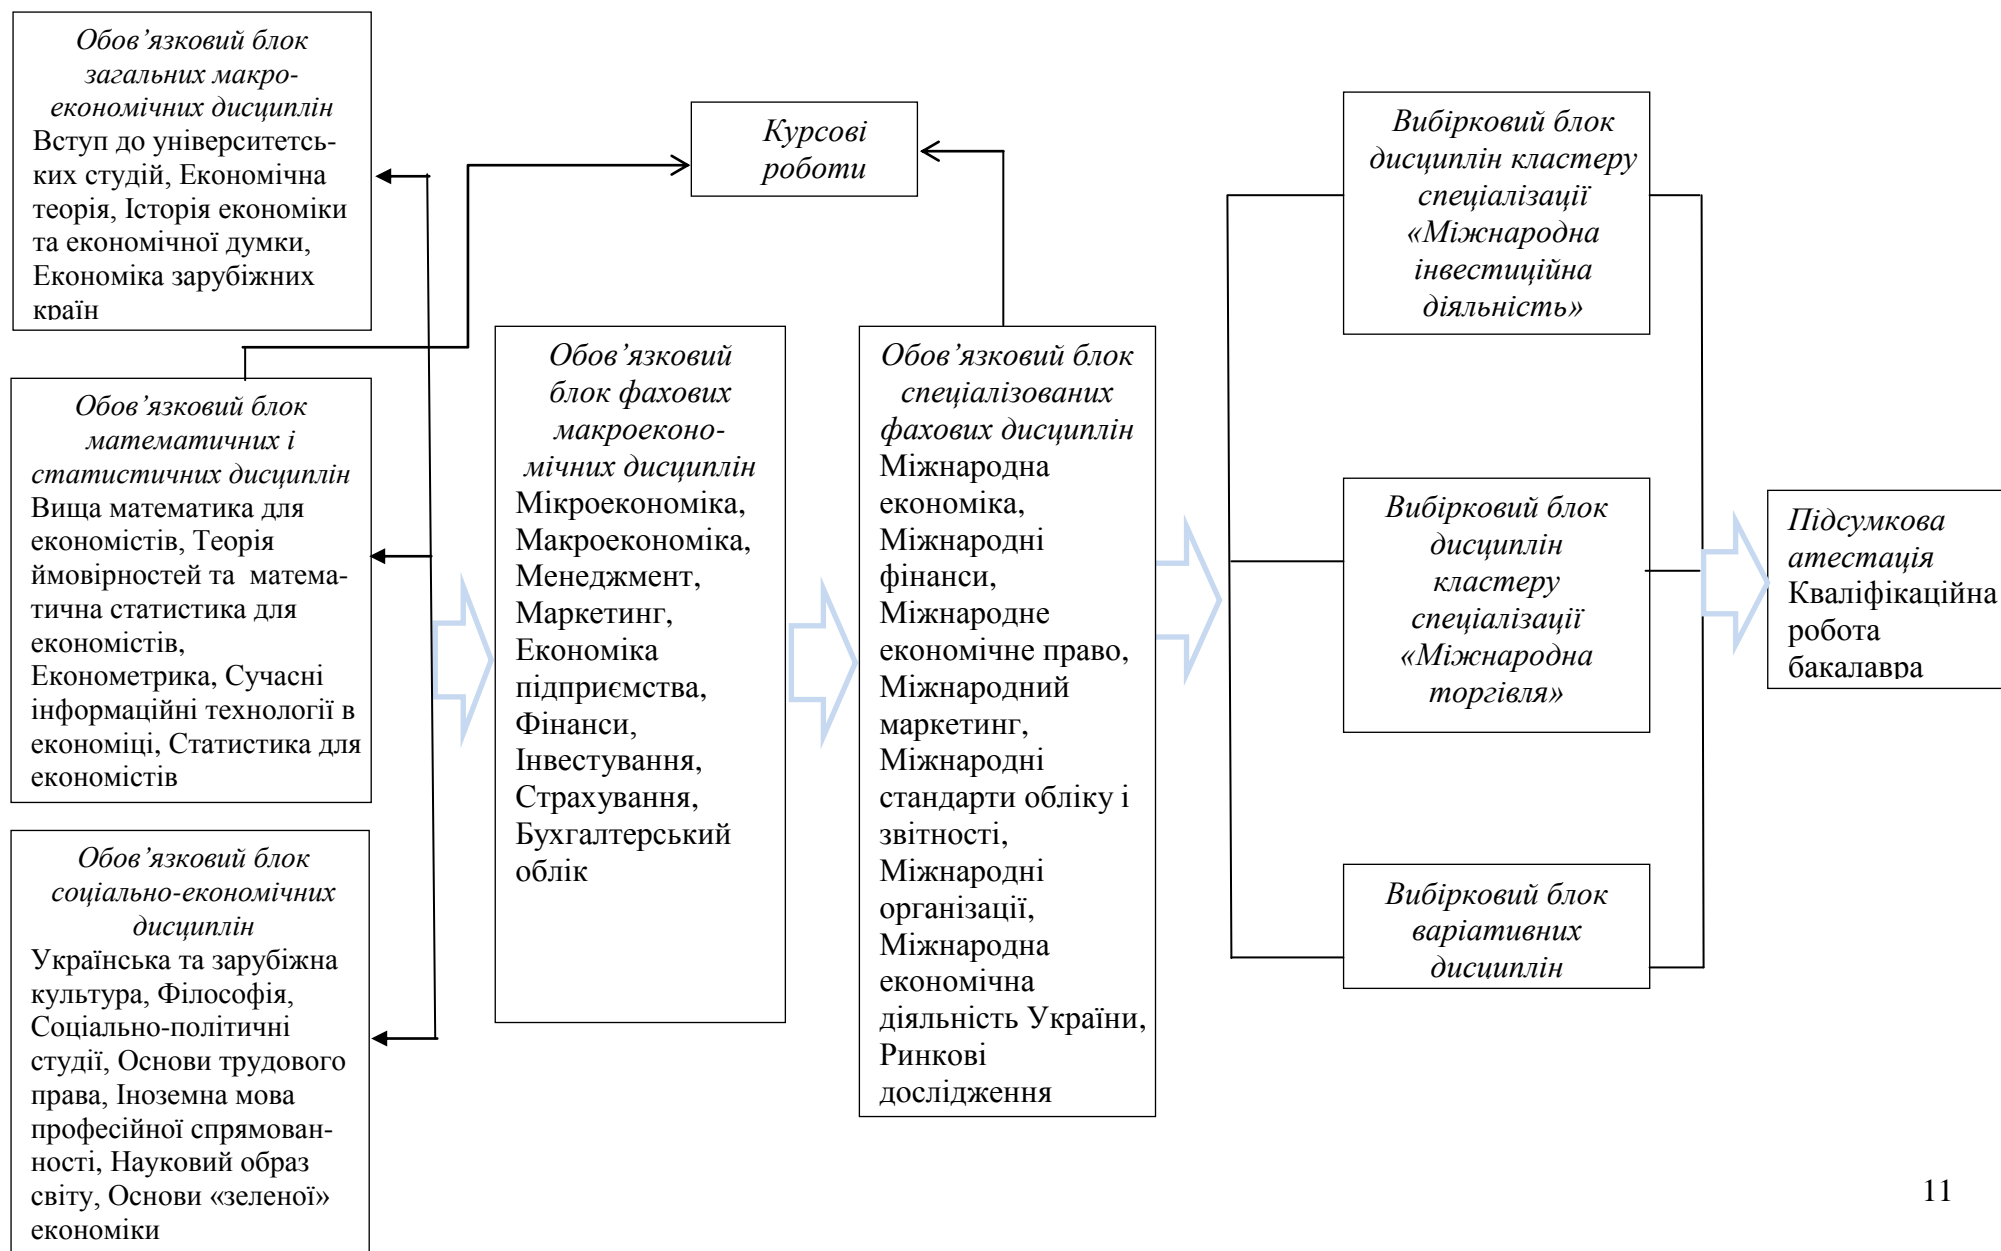 Обов’язковий блок
загальних макро-
економічних дисциплін
Вступ до університетсь-
ких студій, Економічна
теорія, Історія економіки
та економічної думки,
Економіка зарубіжних
країн
Обов’язковий блок
математичних і
статистичних дисциплін
Вища математика для
економістів, Теорія
ймовірностей та матема-
тична статистика для
економістів,
Економетрика, Сучасні
інформаційні технології в
економіці, Статистика для
економістів
Обов’язковий блок
соціально-економічних
дисциплін
Українська та зарубіжна
культура, Філософія,
Соціально-політичні
студії, Основи трудового
права, Іноземна мова
професійної спрямован-
ності, Науковий образ
світу, Основи «зеленої»
економіки
Курсові
роботи
Обов’язковий
блок фахових
макроеконо-
мічних дисциплін
Мікроекономіка,
Макроекономіка,
Менеджмент,
Маркетинг,
Економіка
підприємства,
Фінанси,
Інвестування,
Страхування,
Бухгалтерський
облік
Обов’язковий блок
спеціалізованих
фахових дисциплін
Міжнародна
економіка,
Міжнародні
фінанси,
Міжнародне
економічне право,
Міжнародний
маркетинг,
Міжнародні
стандарти обліку і
звітності,
Міжнародні
організації,
Міжнародна
економічна
діяльність України,
Ринкові
дослідження
Вибірковий блок
дисциплін кластеру
спеціалізації
«Міжнародна
інвестиційна
діяльність»
Вибірковий блок
дисциплін
кластеру
спеціалізації
«Міжнародна
торгівля»
Вибірковий блок
варіативних
дисциплін
Підсумкова
атестація
Кваліфікаційна
робота
бакалавра
11